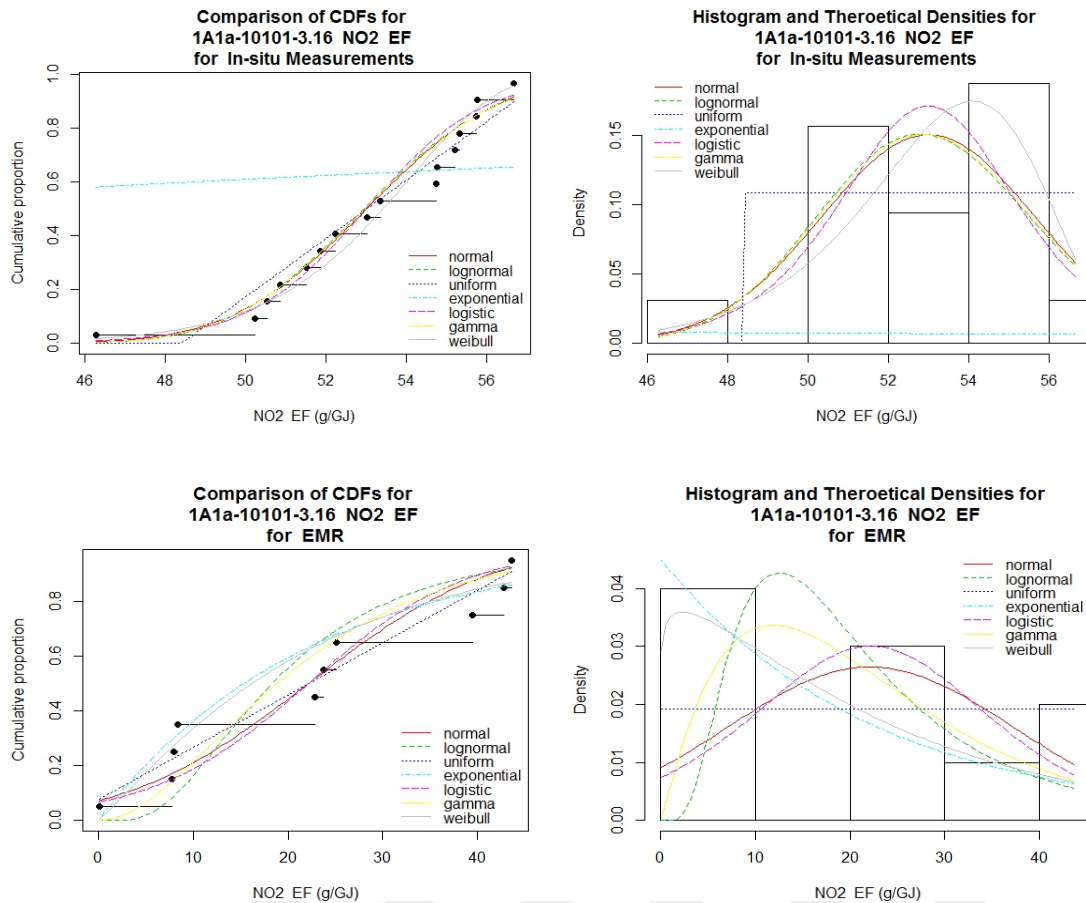 Comparison of CDFs for
1A1a-10101-3.16 NO2 EF
for In-situ Measurements
Cumulative proportion
1.0
0.8
0.6
0.4
0.2
0.0
normal
lognormal
uniform
exponential
logistic
gamma
weibull
46 48 50 52 54 56
NO2 EF (g/GJ)
Histogram and Theroetical Densities for
1A1a-10101-3.16 NO2 EF
for In-situ Measurements
normal
lognormal
uniform
exponential
logistic
gamma
weibull
Density
0.15
0.10
0.05
0.00
46 48 50 52 54 56
NO2 EF (g/GJ)
Comparison of CDFs for
1A1a-10101-3.16 NO2 EF
for EMR
Cumulative proportion
0.8
0.6
0.4
0.2
0.0
normal
lognormal
uniform
exponential
logistic
gamma
weibull
0 10 20 30 40
NO2 EF (g/GJ)
Histogram and Theroetical Densities for
1A1a-10101-3.16 NO2 EF
for EMR
normal
lognormal
uniform
exponential
logistic
gamma
weibull
Density
0.04
0.03
0.02
0.01
0.00
0 10 20 30 40
NO2 EF (g/GJ)